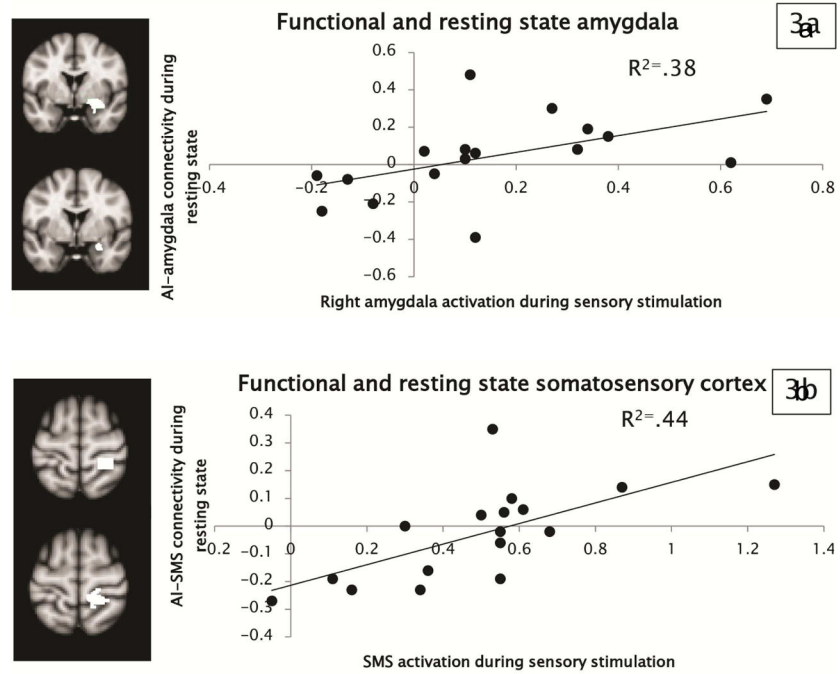 Functional and resting state amygdala
3a
R²=.38
AI-amygdala connectivity during
resting state
0.6
0.4
0.2
0
-0.2
-0.4
-0.6
-0.4
-0.2
0
0.2
0.4
0.6
0.8
Right amygdala activation during sensory stimulation
Functional and resting state somatosensory cortex
3b
R²=.44
AI-SMS connectivity during
resting state
0.4
0.3
0.2
0.1
0
-0.1
-0.2
-0.3
-0.4
-0.2
0
0.2
0.4
0.6
0.8
1
1.2
1.4
SMS activation during sensory stimulation